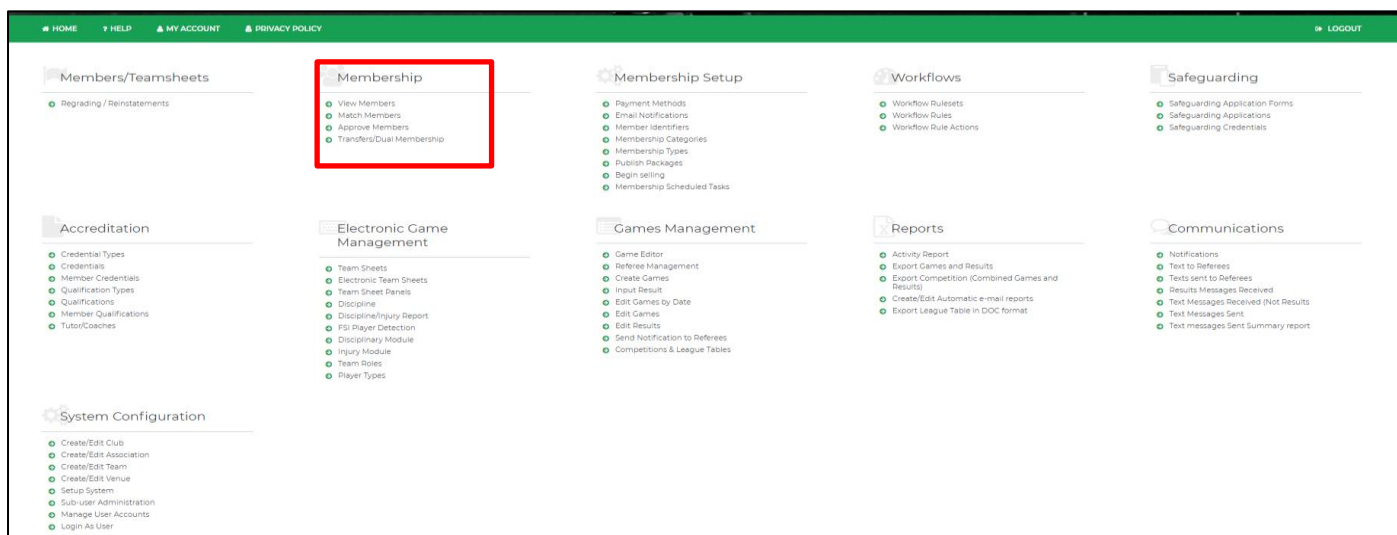 HOME ? HELP MY ACCOUNT PRIVACY POLICY LOGOUT
Members/Teamsheets
Regrading / Reinstatements
Membership
View Members
Match Members
Approve Members
Transfers/Dual Membership
Membership Setup
Payment Methods
Email Notifications
Member Identifiers
Membership Categories
Membership Types
Publish Packages
Begin selling
Membership Scheduled Tasks
Workflows
Workflow Rulesets
Workflow Rules
Workflow Rule Actions
Safeguarding
Safeguarding Application Forms
Safeguarding Applications
Safeguarding Credentials
Accreditation
Credential Types
Credentials
Member Credentials
Qualification Types
Qualifications
Member Qualifications
Tutor/Coaches
Electronic Game
Management
Team Sheets
Electronic Team Sheets
Team Sheet Panels
Discipline
Discipline/Injury Report
FSI Player Detection
Disciplinary Module
Injury Module
Team Roles
Player Types
Games Management
Game Editor
Referee Management
Create Games
Input Result
Edit Games by Date
Edit Games
Edit Results
Send Notification to Referees
Competitions & League Tables
Reports
Activity Report
Export Games and Results
Export Competition (Combined Games and
Results)
Create/Edit Automatic e-mail reports
Export League Table in DOC format
Communications
Notifications
Text to Referees
Texts sent to Referees
Results Messages Received
Text Messages Received (Not Results
Text Messages Sent
Text messages Sent Summary report
System Configuration
Create/Edit Club
Create/Edit Association
Create/Edit Team
Create/Edit Venue
Setup System
Sub-user Administration
Manage User Accounts
Login As User